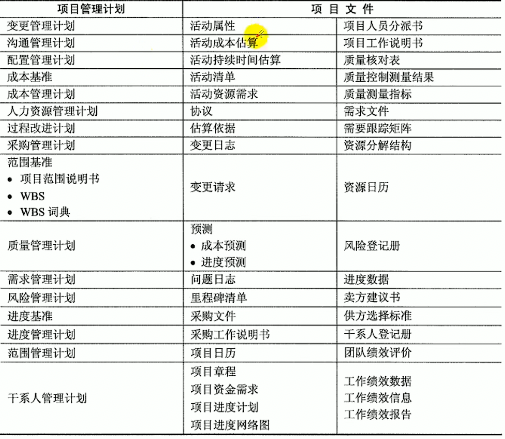 项目管理计划 项 目 文 件
变更管理计划 活动属性 项目人员分派书
沟通管理计划 活动成本估算 项目工作说明书
配置管理计划 活动持续时间估算 质量核对表
成本基准 活动清单 质量控制测量结果
成本管理计划 活动资源需求 质量测量指标
人力资源管理计划 协议 需求文件
过程改进计划 估算依据 需要跟踪矩阵
采购管理计划 变更日志 资源分解结构
范围基准
• 项目范围说明书
• WBS
• WBS 词典
变更请求 资源日历
质量管理计划
预测
• 成本预测
• 进度预测
风险登记册
需求管理计划 问题日志 进度数据
风险管理计划 里程碑清单 卖方建议书
进度基准 采购文件 供方选择标准
进度管理计划 采购工作说明书 干系人登记册
范围管理计划 项目日历 团队绩效评价
干系人管理计划
项目章程
项目资金需求
项目进度计划
项目进度网络图
工作绩效数据
工作绩效信息
工作绩效报告